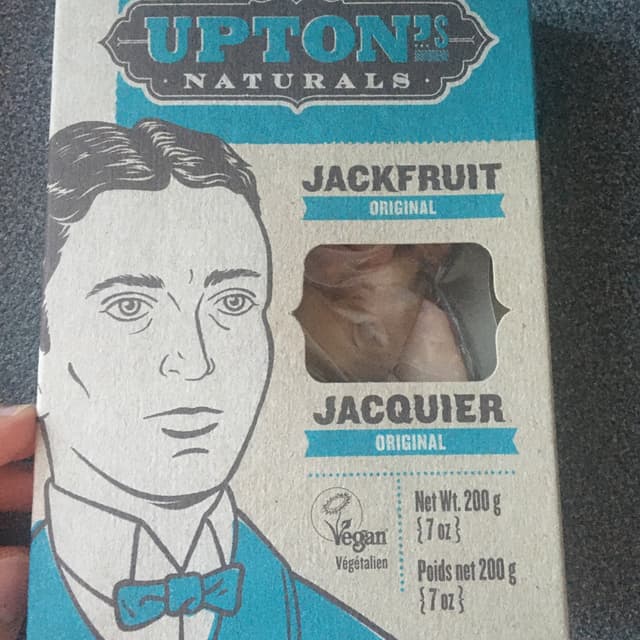 UPTON's
· NATURALS ·
JACKFRUIT
ORIGINAL
JACQUIER
ORIGINAL
Vegan
Végétalien
Net Wt. 200 g
{7 oz}
Poids net 200 g
{7 oz}